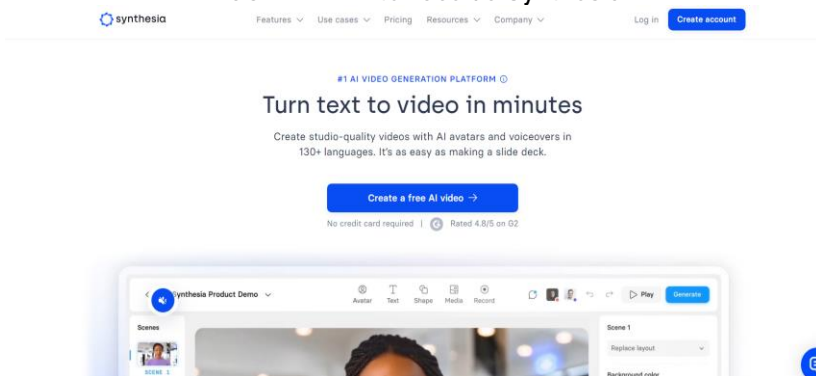 synthesia
Features Use cases Pricing Resources Company Log in Create account
#1 AI VIDEO GENERATION PLATFORM
Turn text to video in minutes
Create studio-quality videos with AI avatars and voiceovers in
130+ languages. It's as easy as making a slide deck.
Create a free AI video →
No credit card required | G Rated 4.8/5 on G2
Synthesia Product Demo
Avatar Text Shape Media Record
Play Generate
Scenes
SCENE 1
Scene 1
Replace layout
Background color